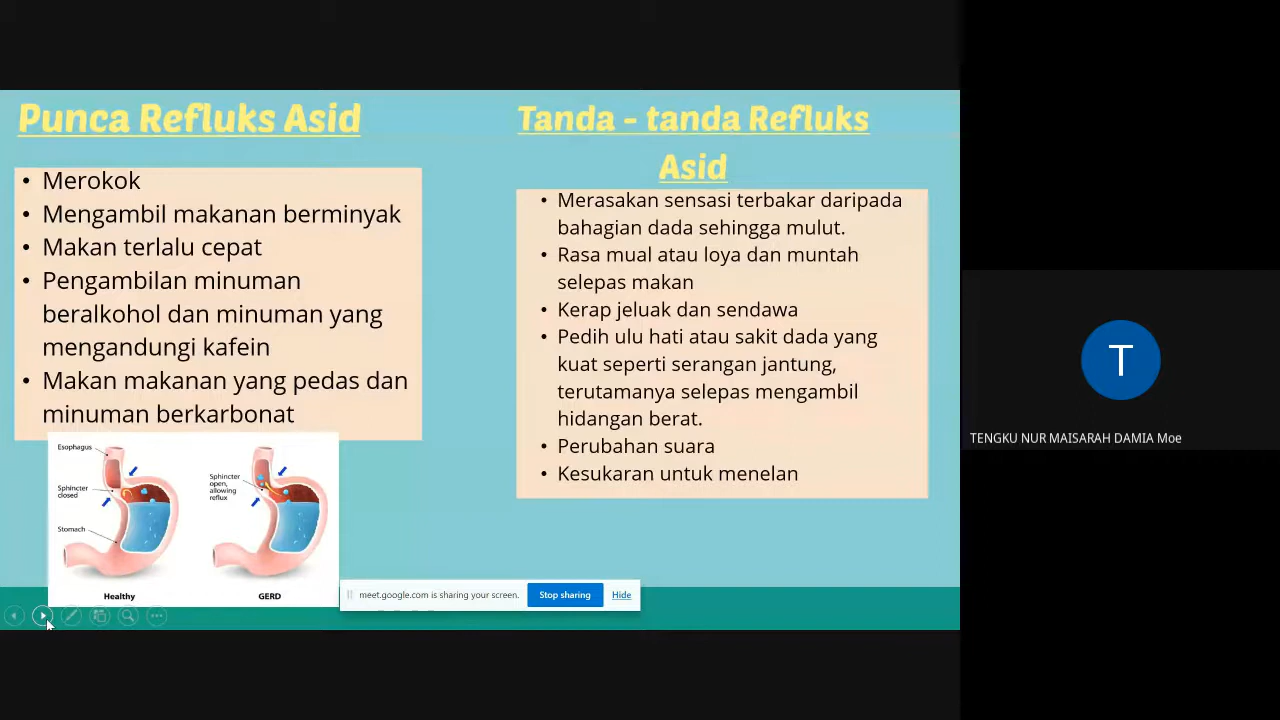 Punca Refluks Asid
• Merokok
• Mengambil makanan berminyak
• Makan terlalu cepat
• Pengambilan minuman
beralkohol dan minuman yang
mengandungi kafein
• Makan makanan yang pedas dan
minuman berkarbonat
Tanda - tanda Refluks
Asid
• Merasakan sensasi terbakar daripada
bahagian dada sehingga mulut.
• Rasa mual atau loya dan muntah
selepas makan
• Kerap jeluak dan sendawa
• Pedih ulu hati atau sakit dada yang
kuat seperti serangan jantung,
terutamanya selepas mengambil
hidangan berat.
• Perubahan suara
• Kesukaran untuk menelan
Esophagus
Sphincter
closed
Stomach
Healthy
Sphincter
open,
allowing
reflux
GERD
meet.google.com is sharing your screen.
Stop sharing
Hide
T
TENGKU NUR MAISARAH DAMIA Moe